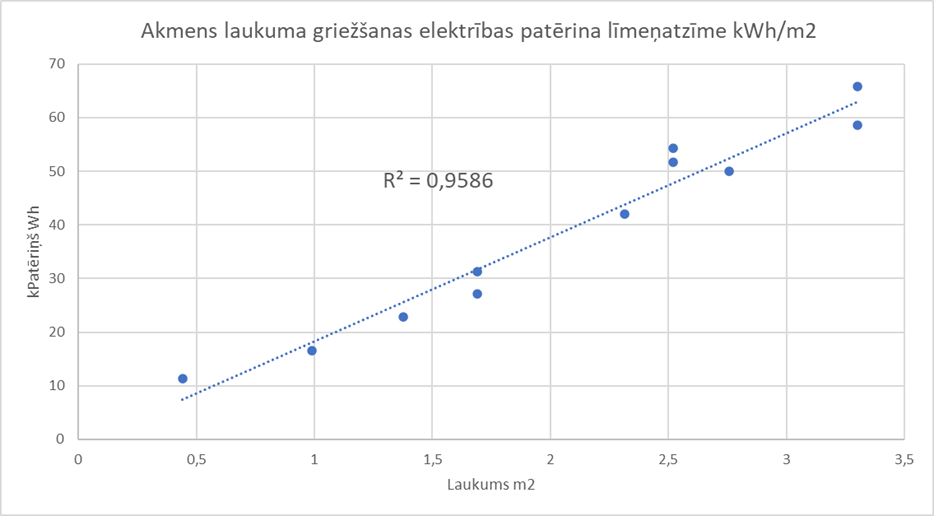 Akmens laukuma griežšanas elektrības patērina līmeņatzīme kWh/m2
70
60
50
40
30
20
10
0
kPatēriņš Wh
R² = 0,9586
0 0,5 1 1,5 2 2,5 3 3,5
Laukums m2